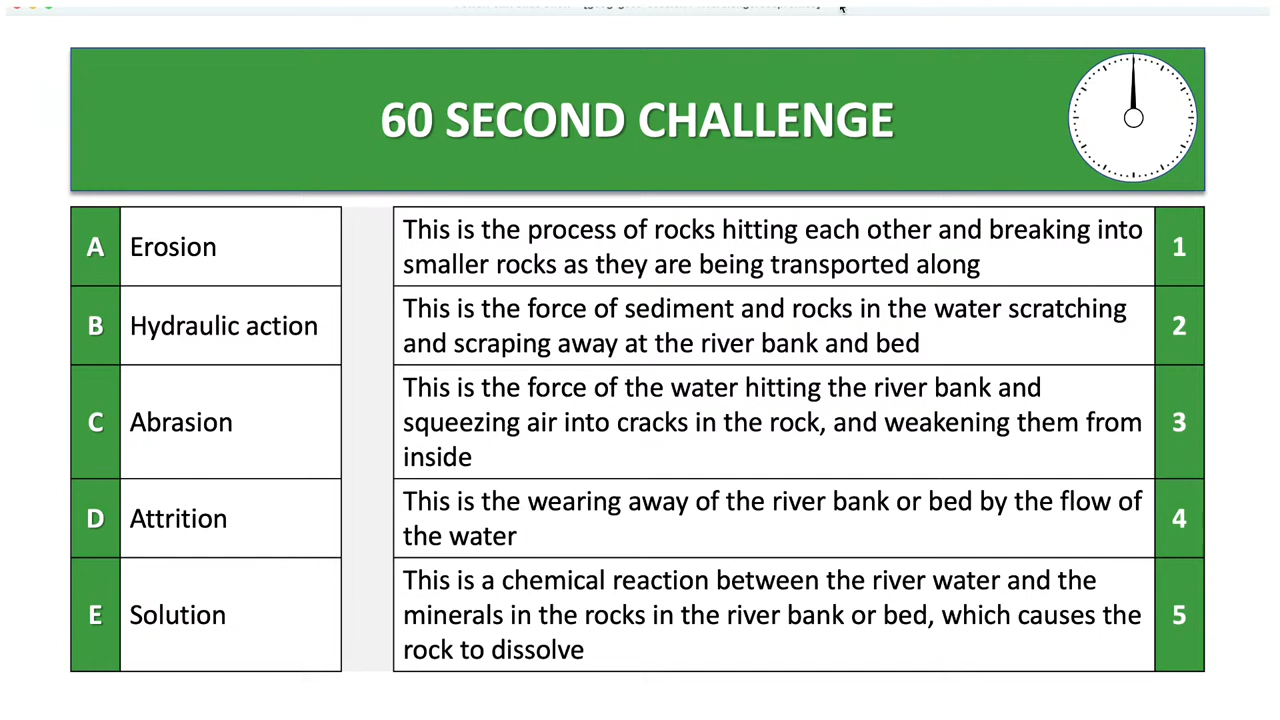 60 SECOND CHALLENGE
A Erosion
This is the process of rocks hitting each other and breaking into
smaller rocks as they are being transported along
1
B Hydraulic action
This is the force of sediment and rocks in the water scratching
and scraping away at the river bank and bed
2
C Abrasion
This is the force of the water hitting the river bank and
squeezing air into cracks in the rock, and weakening them from
inside
3
D Attrition
This is the wearing away of the river bank or bed by the flow of
the water
4
E Solution
This is a chemical reaction between the river water and the
minerals in the rocks in the river bank or bed, which causes the
rock to dissolve
5